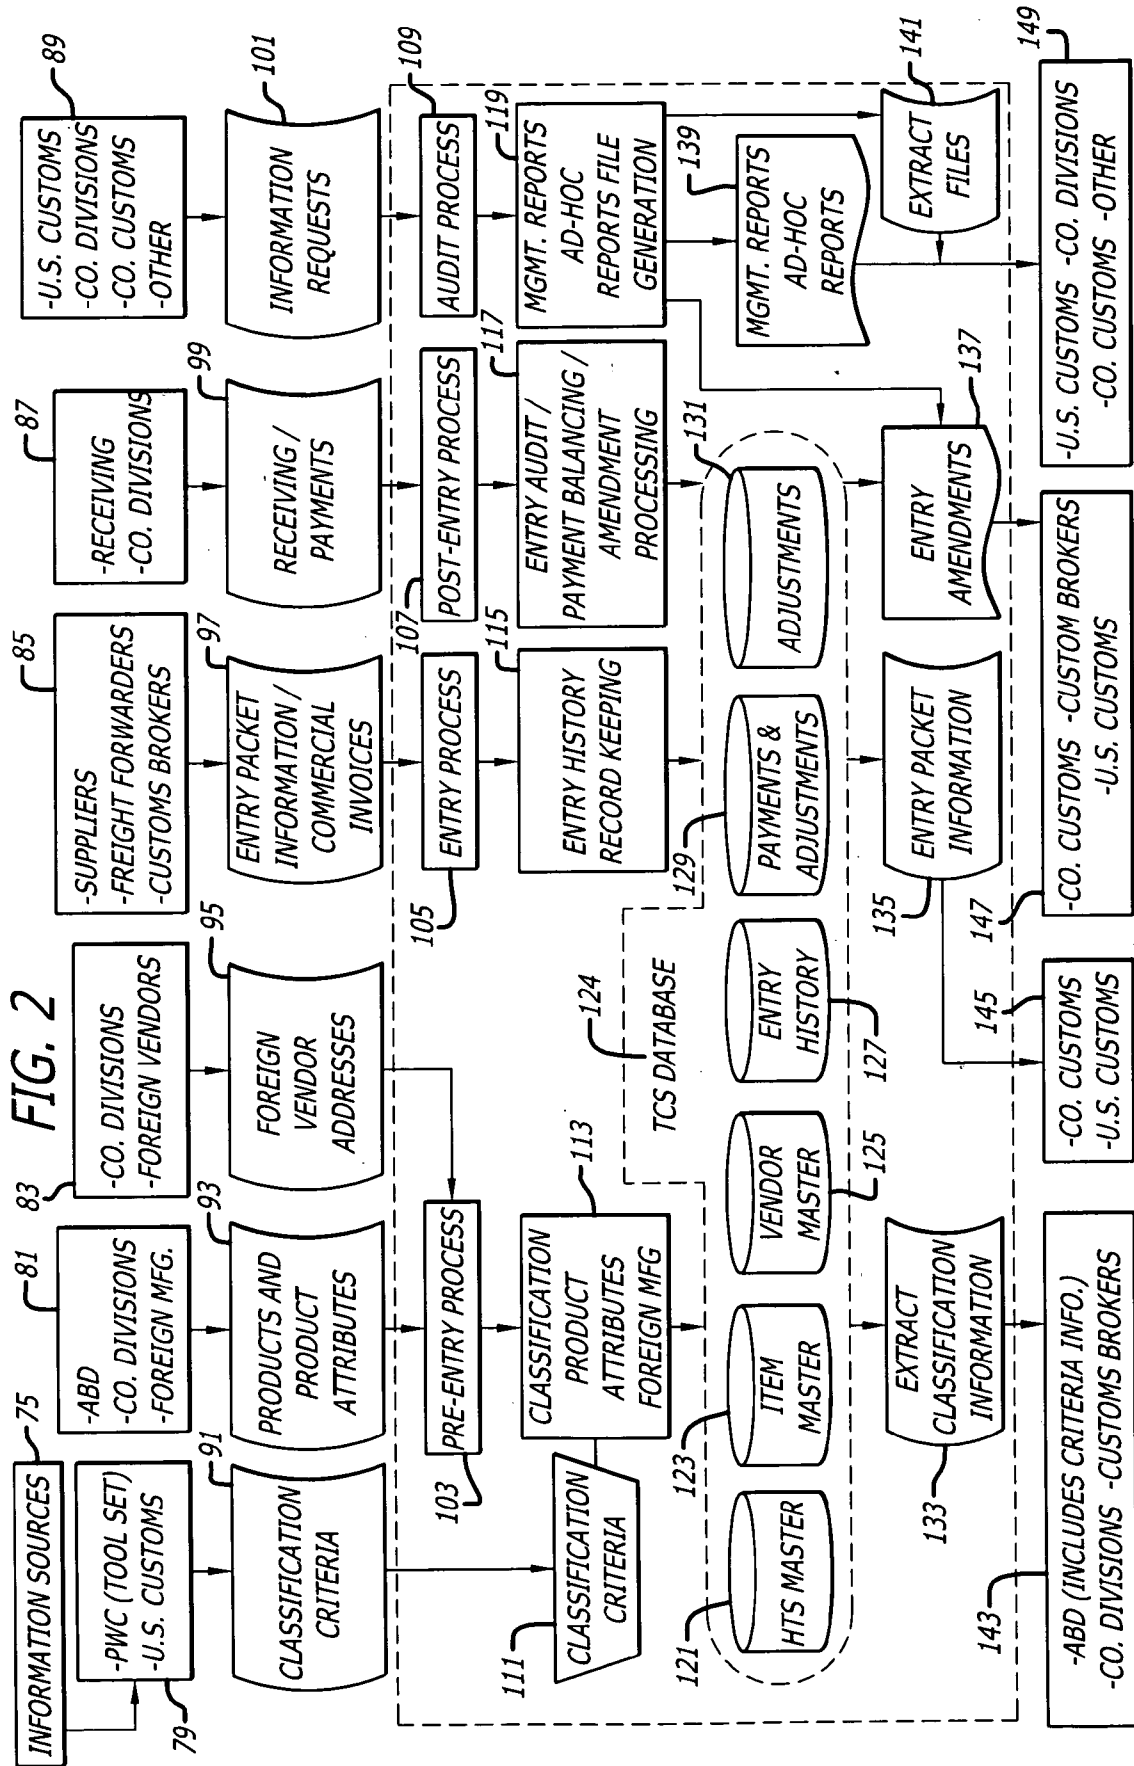 FIG. 2
INFORMATION SOURCES
75
-PWC (TOOL SET)
-U.S. CUSTOMS
79
-ABD
-CO. DIVISIONS
-FOREIGN MFG.
81
-CO. DIVISIONS
-FOREIGN VENDORS
83
-SUPPLIERS
-FREIGHT FORWARDERS
-CUSTOMS BROKERS
85
-RECEIVING
-CO. DIVISIONS
87
-U.S. CUSTOMS
-CO. DIVISIONS
-CO. CUSTOMS
-OTHER
89
CLASSIFICATION
CRITERIA
91
PRODUCTS AND
PRODUCT
ATTRIBUTES
93
FOREIGN
VENDOR
ADDRESSES
95
ENTRY PACKET
INFORMATION /
COMMERCIAL
INVOICES
97
RECEIVING /
PAYMENTS
99
INFORMATION
REQUESTS
101
PRE-ENTRY PROCESS
103
ENTRY PROCESS
105
POST-ENTRY PROCESS
107
AUDIT PROCESS
109
CLASSIFICATION
CRITERIA
111
CLASSIFICATION
PRODUCT
ATTRIBUTES
FOREIGN MFG
113
ENTRY HISTORY
RECORD KEEPING
115
ENTRY AUDIT /
PAYMENT BALANCING /
AMENDMENT
PROCESSING
117
MGMT. REPORTS
AD-HOC
REPORTS FILE
GENERATION
119
TCS DATABASE
124
HTS MASTER
121
ITEM
MASTER
123
VENDOR
MASTER
125
ENTRY
HISTORY
127
PAYMENTS &
ADJUSTMENTS
129
ADJUSTMENTS
131
MGMT. REPORTS
AD-HOC
REPORTS
139
EXTRACT
CLASSIFICATION
INFORMATION
133
ENTRY PACKET
INFORMATION
135
ENTRY
AMENDMENTS
137
EXTRACT
FILES
141
-ABD (INCLUDES CRITERIA INFO.)
-CO. DIVISIONS -CUSTOMS BROKERS
143
-CO. CUSTOMS
-U.S. CUSTOMS
145
-CO. CUSTOMS -CUSTOM BROKERS
-U.S. CUSTOMS
147
-U.S. CUSTOMS -CO. DIVISIONS
-CO. CUSTOMS -OTHER
149